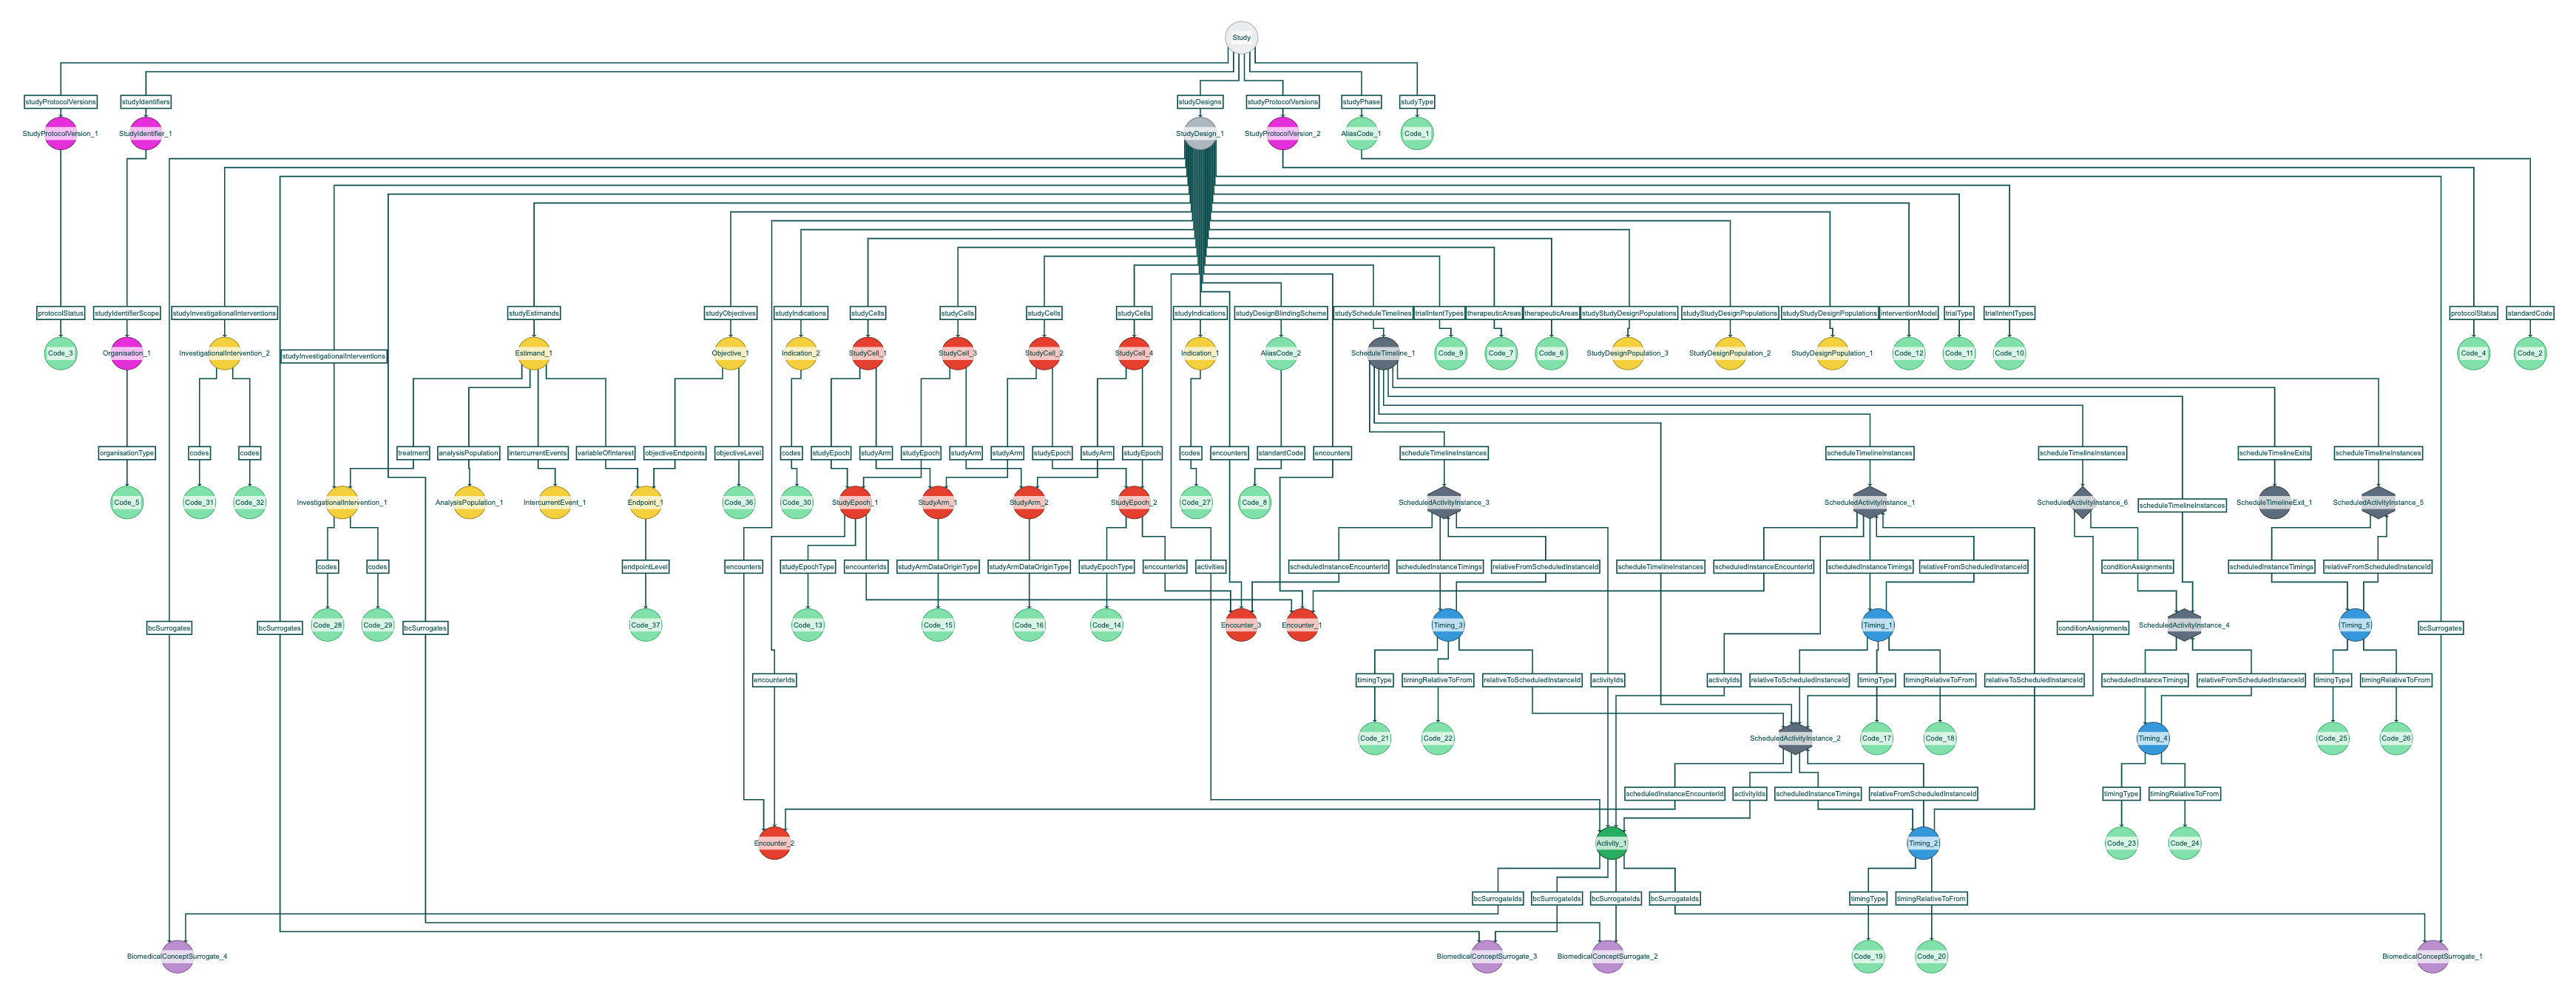 Study
studyProtocolVersions
studyIdentifiers
studyDesigns
studyProtocolVersions
studyPhase
studyType
StudyProtocolVersion_1
StudyIdentifier_1
StudyDesign_1
StudyProtocolVersion_2
AliasCode_1
Code_1
protocolStatus
studyIdentifierScope
studyInvestigationalInterventions
studyEstimands
studyObjectives
studyIndications
studyCells
studyCells
studyCells
studyCells
studyIndications
studyDesignBlindingScheme
studyScheduleTimelines
trialIntentTypes
therapeuticAreas
therapeuticAreas
studyStudyDesignPopulations
studyStudyDesignPopulations
studyStudyDesignPopulations
interventionModel
trialType
trialIntentTypes
protocolStatus
standardCode
Code_3
Organisation_1
InvestigationalIntervention_2
studyInvestigationalInterventions
Estimand_1
Objective_1
Indication_2
StudyCell_1
StudyCell_3
StudyCell_2
StudyCell_4
Indication_1
AliasCode_2
ScheduleTimeline_1
Code_9
Code_7
Code_6
StudyDesignPopulation_3
StudyDesignPopulation_2
StudyDesignPopulation_1
Code_12
Code_11
Code_10
Code_4
Code_2
organisationType
codes
codes
treatment
analysisPopulation
intercurrentEvents
variableOfInterest
objectiveEndpoints
objectiveLevel
codes
studyEpoch
studyArm
studyEpoch
studyArm
studyArm
studyEpoch
studyArm
studyEpoch
codes
encounters
standardCode
encounters
scheduleTimelineInstances
scheduleTimelineInstances
scheduleTimelineInstances
scheduleTimelineExits
scheduleTimelineInstances
Code_5
Code_31
Code_32
InvestigationalIntervention_1
AnalysisPopulation_1
IntercurrentEvent_1
Endpoint_1
Code_36
Code_30
StudyEpoch_1
StudyArm_1
StudyArm_2
StudyEpoch_2
Code_27
Code_8
ScheduledActivityInstance_3
ScheduledActivityInstance_1
ScheduledActivityInstance_6
scheduleTimelineInstances
ScheduleTimelineExit_1
ScheduledActivityInstance_5
codes
codes
endpointLevel
encounters
studyEpochType
encounterIds
studyArmDataOriginType
studyArmDataOriginType
studyEpochType
encounterIds
activities
scheduledInstanceEncounterId
scheduledInstanceTimings
relativeFromScheduledInstanceId
scheduleTimelineInstances
scheduledInstanceEncounterId
scheduledInstanceTimings
relativeFromScheduledInstanceId
conditionAssignments
scheduledInstanceTimings
relativeFromScheduledInstanceId
bcSurrogates
bcSurrogates
Code_28
Code_29
bcSurrogates
Code_37
Code_13
Code_15
Code_16
Code_14
Encounter_3
Encounter_1
Timing_3
Timing_1
conditionAssignments
ScheduledActivityInstance_4
Timing_5
bcSurrogates
encounterIds
timingType
timingRelativeToFrom
relativeToScheduledInstanceId
activityIds
activityIds
relativeToScheduledInstanceId
timingType
timingRelativeToFrom
relativeToScheduledInstanceId
scheduledInstanceTimings
relativeFromScheduledInstanceId
timingType
timingRelativeToFrom
Code_21
Code_22
ScheduledActivityInstance_2
Code_17
Code_18
Timing_4
Code_25
Code_26
scheduledInstanceEncounterId
activityIds
scheduledInstanceTimings
relativeFromScheduledInstanceId
timingType
timingRelativeToFrom
Encounter_2
Activity_1
Timing_2
Code_23
Code_24
bcSurrogateIds
bcSurrogateIds
bcSurrogateIds
bcSurrogateIds
timingType
timingRelativeToFrom
BiomedicalConceptSurrogate_4
BiomedicalConceptSurrogate_3
BiomedicalConceptSurrogate_2
Code_19
Code_20
BiomedicalConceptSurrogate_1